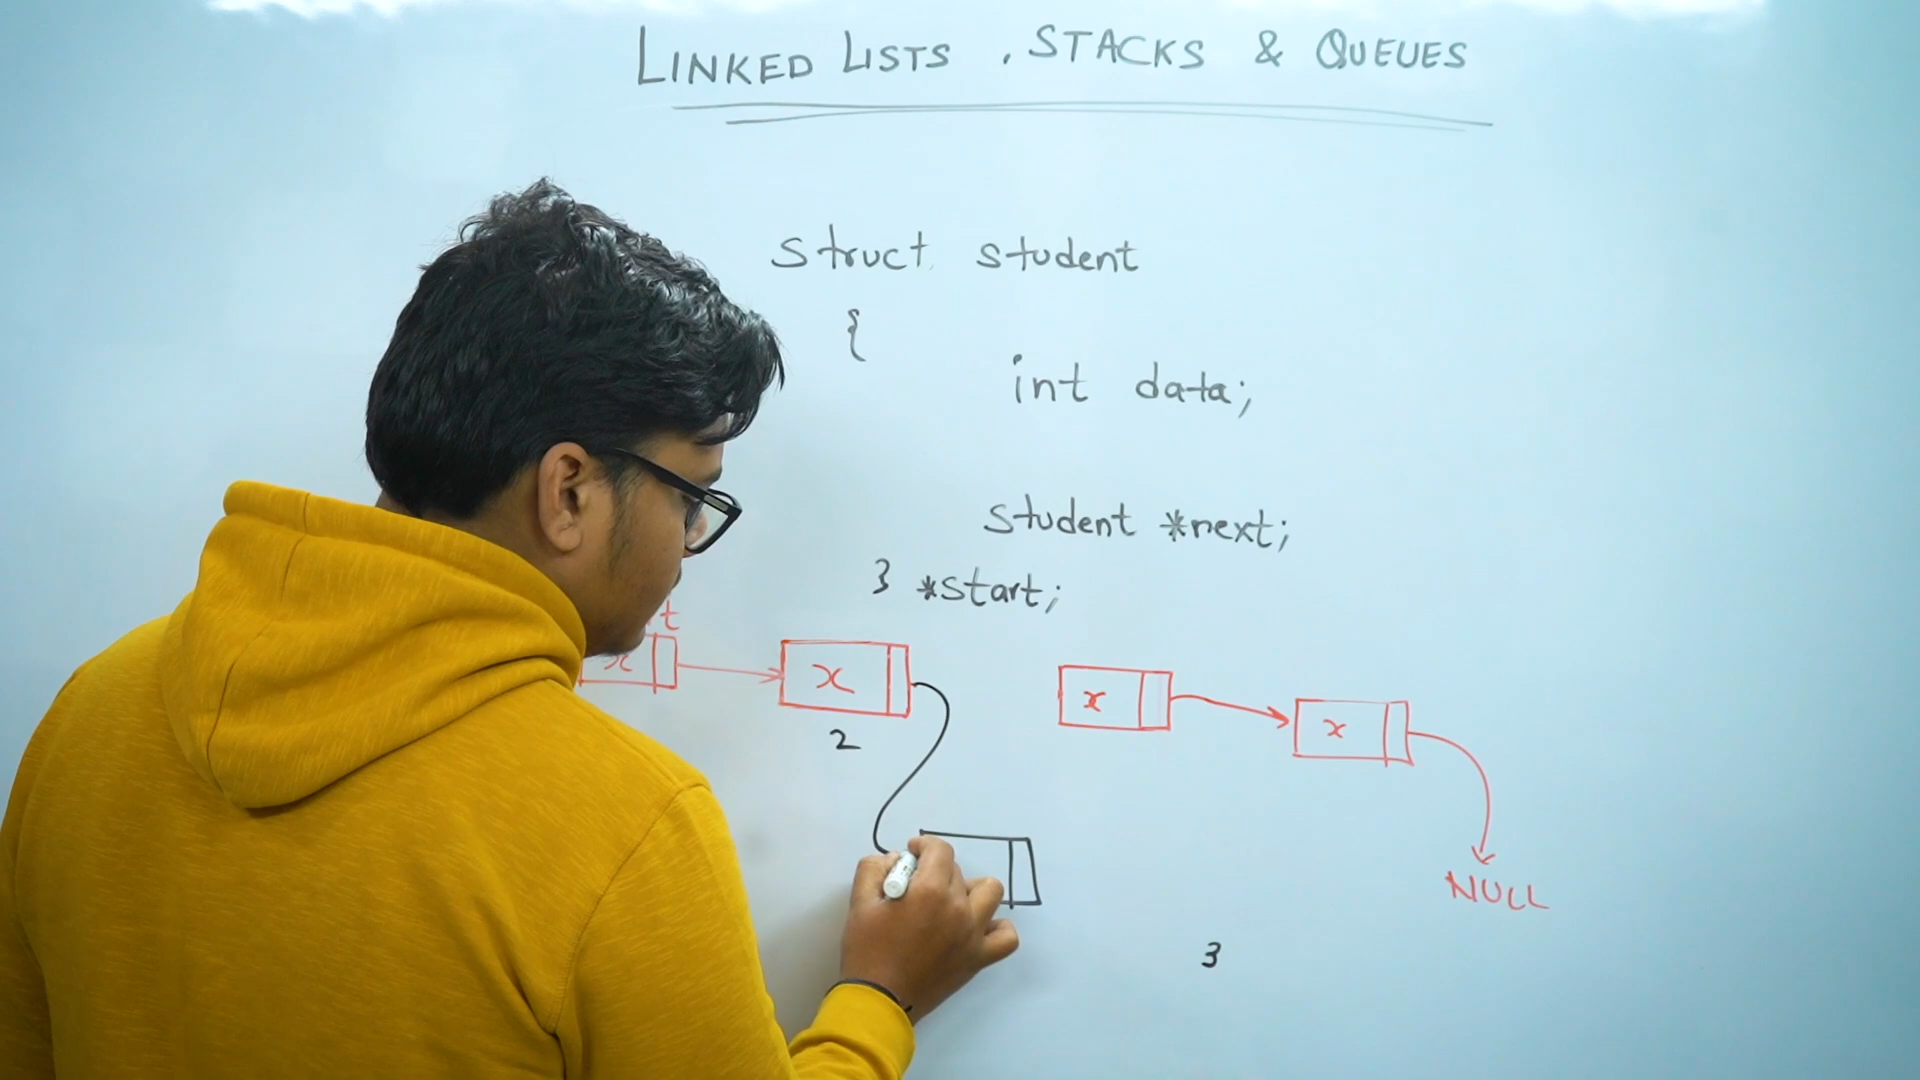 LINKED LISTS, STACKS & QUEUES
struct student
{
int data;
student *next;
} *start;
t
x
x
x
x
2
NULL
3